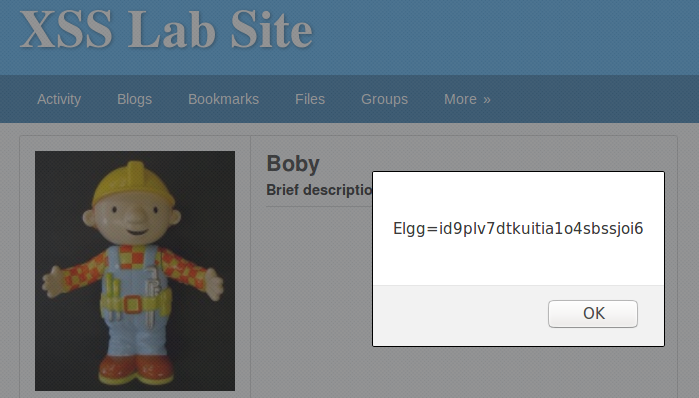 XSS Lab Site
Activity Blogs Bookmarks Files Groups More »
Boby
Brief descriptio
Elgg=id9plv7dtkuitia1o4sbssjoi6
OK